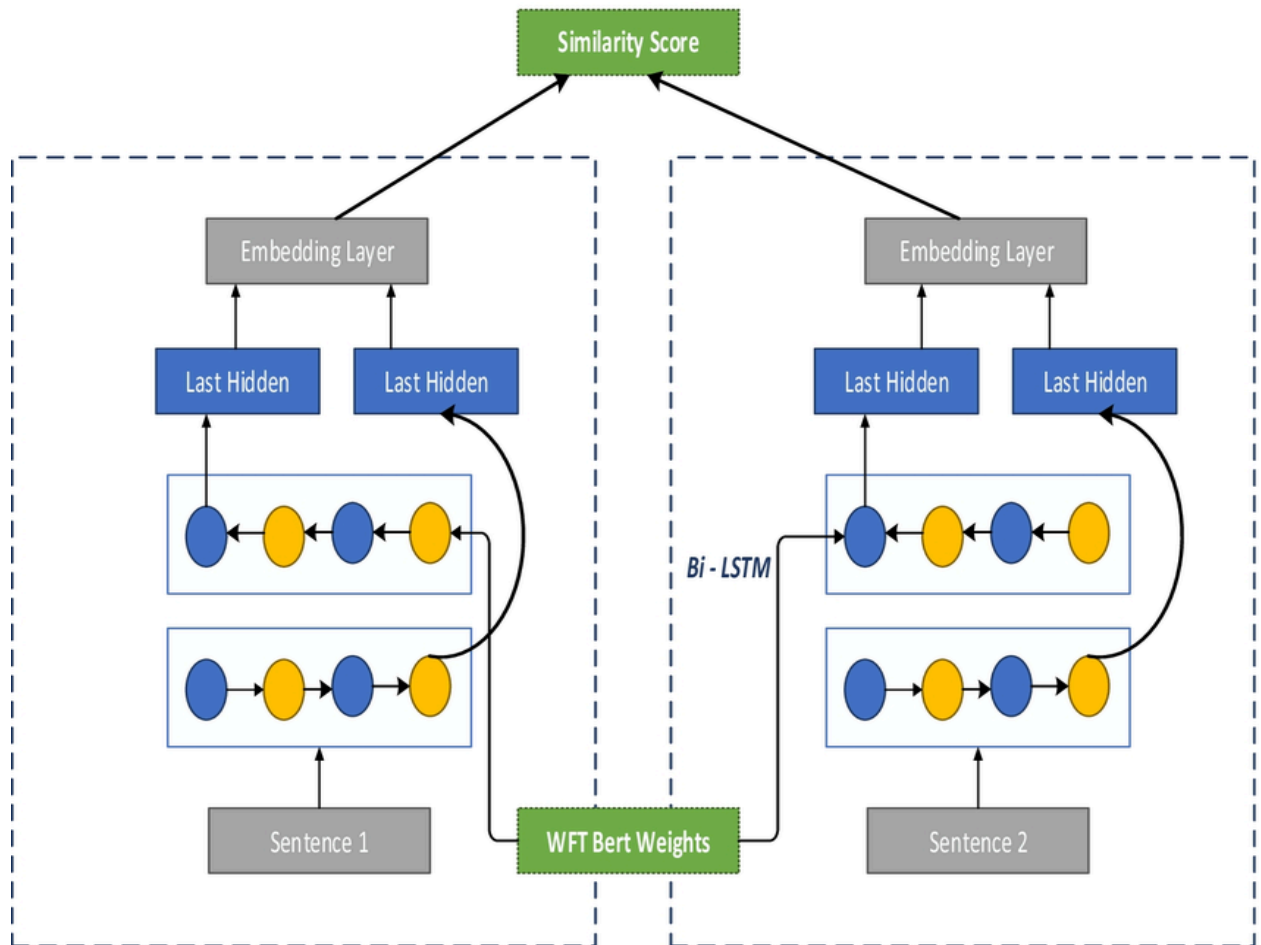 Similarity Score
Embedding Layer
Embedding Layer
Last Hidden
Last Hidden
Last Hidden
Last Hidden
Bi - LSTM
Sentence 1
WFT Bert Weights
Sentence 2